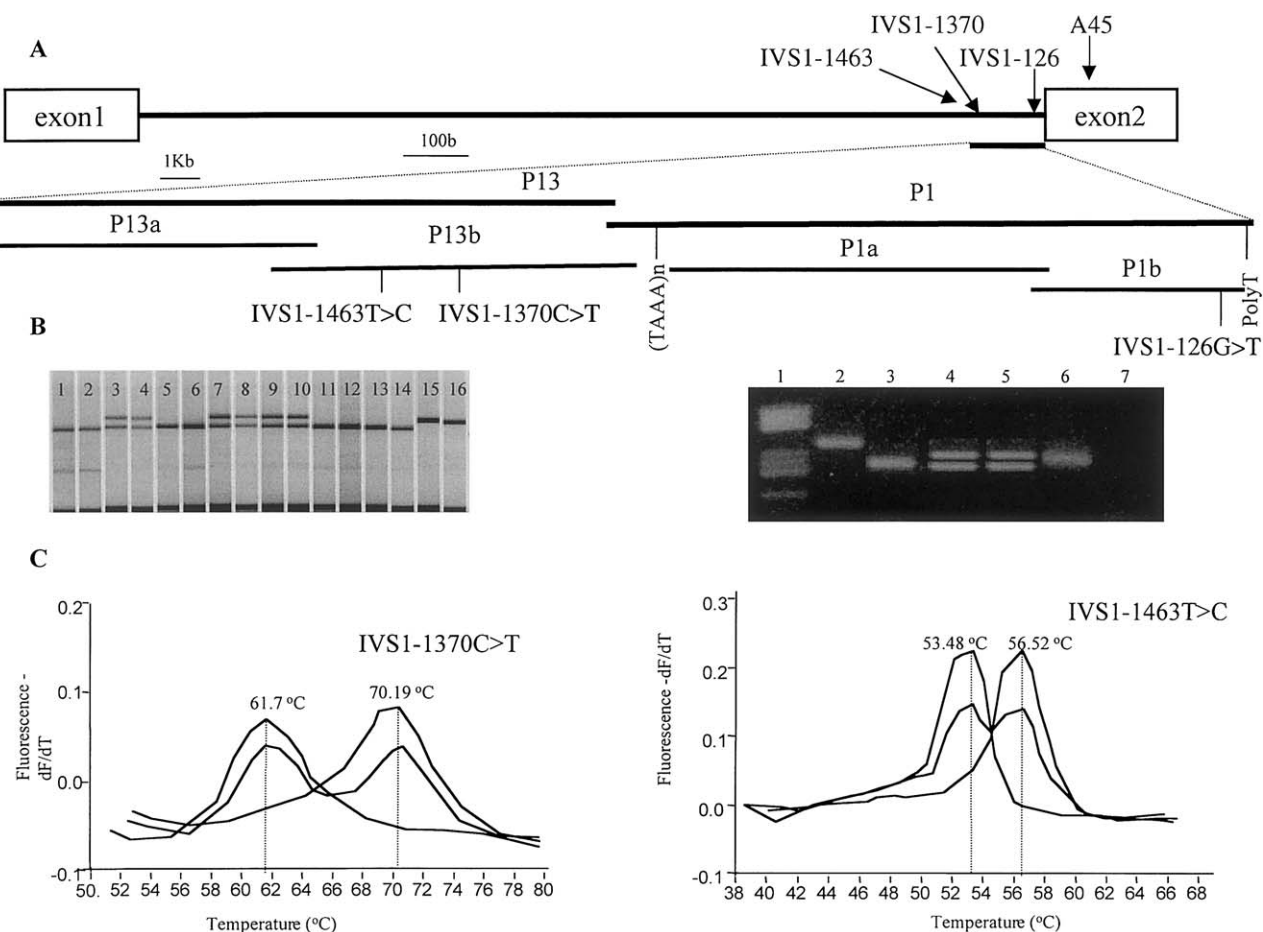 A
IVS1-1370
A45
IVS1-1463
IVS1-126
exon1
exon2
100b
1Kb
P13
P1
P13a
P13b
P1a
P1b
IVS1-1463T>C
IVS1-1370C>T
(TAAA)n
PolyT
IVS1-126G>T
B
1 2 3 4 5 6 7 8 9 10 11 12 13 14 15 16
1 2 3 4 5 6 7
C
IVS1-1370C>T
Fluorescence -
dF/dT
0.2
0.1
0.0
-0.1
61.7 ºC
70.19 ºC
50. 52 54 56 58 60 62 64 66 68 70 72 74 76 78 80
Temperature (ºC)
IVS1-1463T>C
Fluorescence -dF/dT
0.3
0.2
0.1
0.0
-0.1
53.48 ºC
56.52 ºC
38 40 42 44 46 48 50 52 54 56 58 60 62 64 66 68
Temperature (ºC)